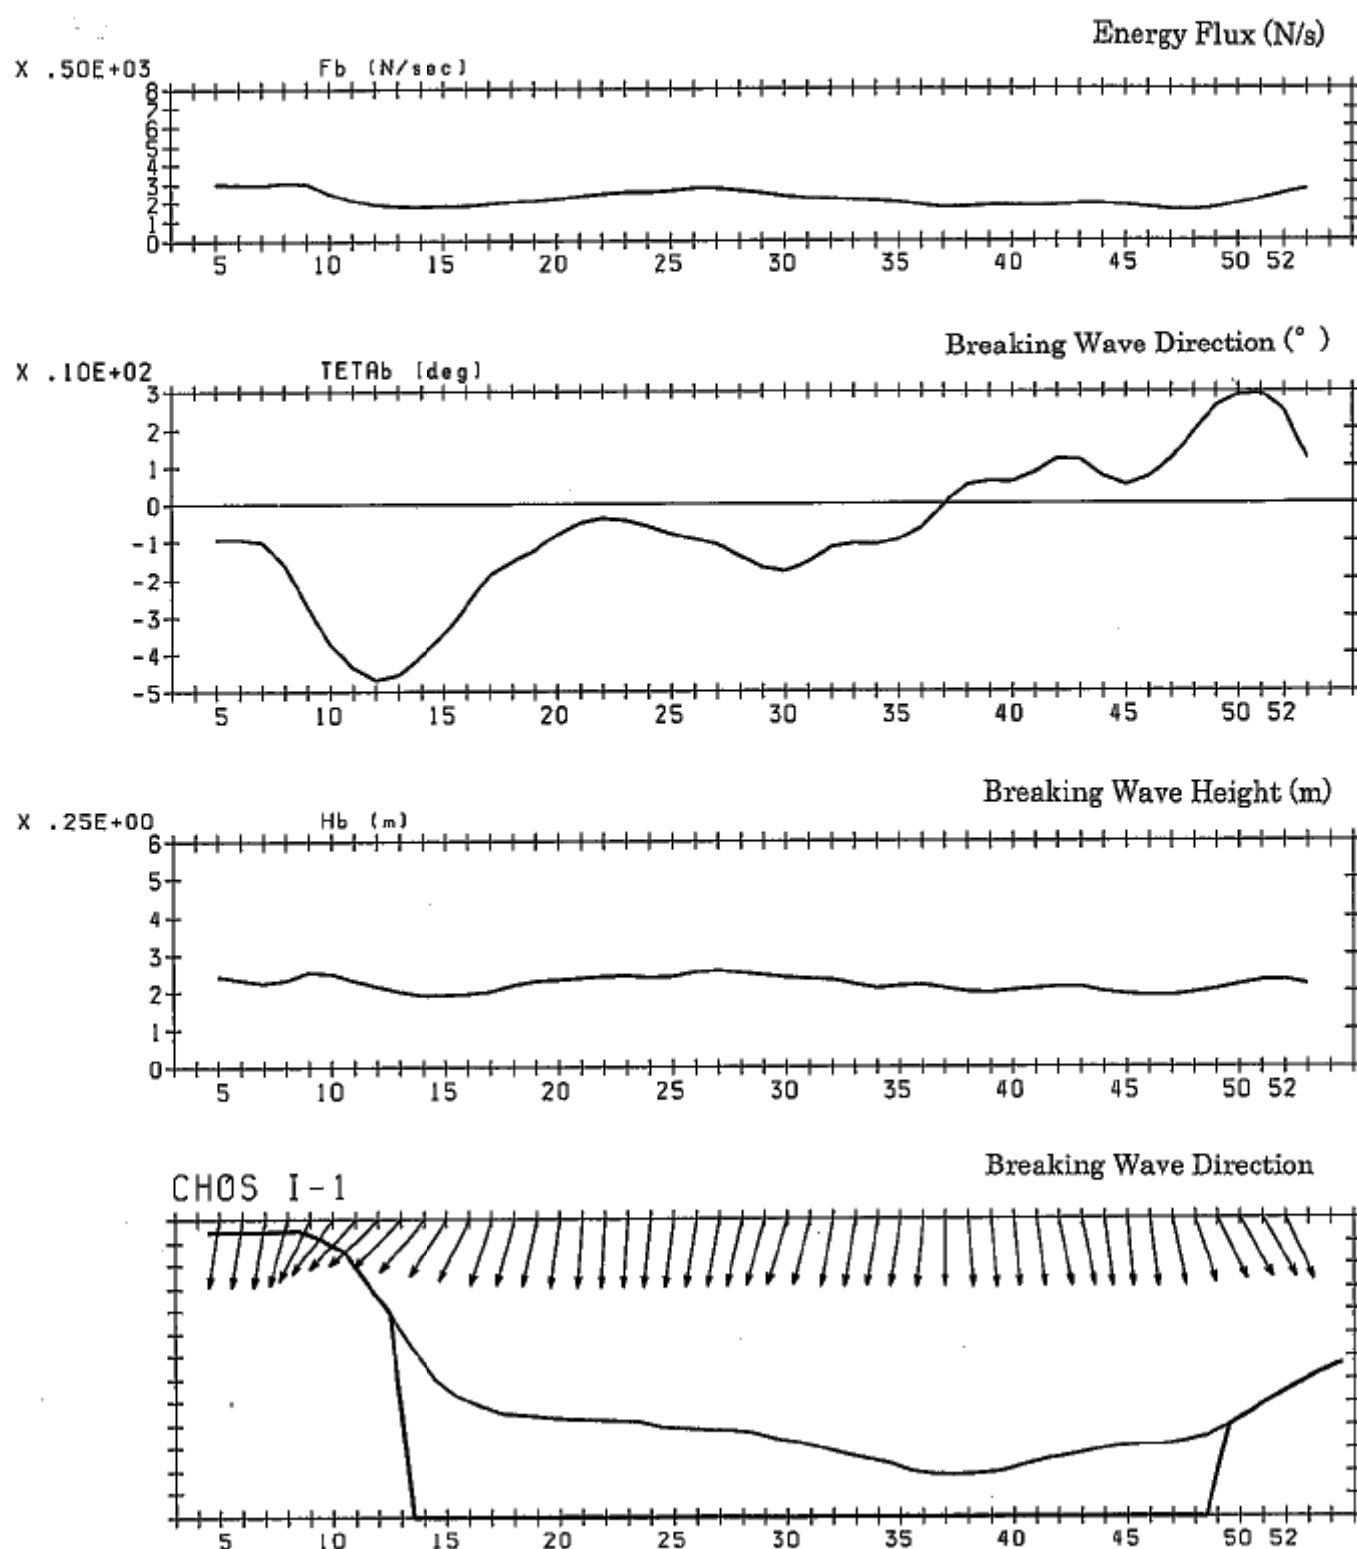 Energy Flux (N/s)
X .50E+03 Fb (N/sec)
8
7
6
5
4
3
2
1
0
5 10 15 20 25 30 35 40 45 50 52
Breaking Wave Direction (° )
X .10E+02 TETAb (deg)
3
2
1
0
-1
-2
-3
-4
-5
5 10 15 20 25 30 35 40 45 50 52
Breaking Wave Height (m)
X .25E+00 Hb (m)
6
5
4
3
2
1
0
5 10 15 20 25 30 35 40 45 50 52
Breaking Wave Direction
CHOS I-1
5 10 15 20 25 30 35 40 45 50 52